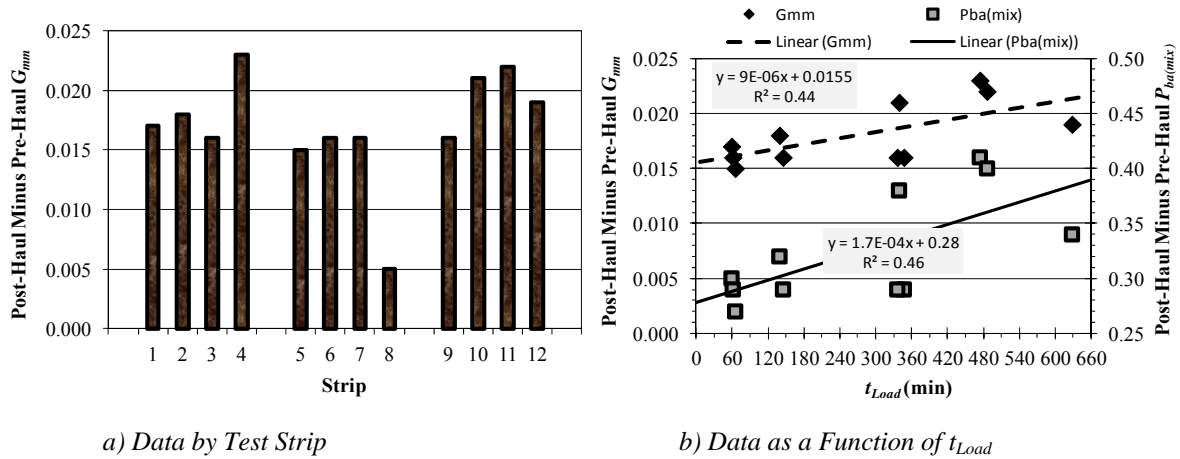 Post-Haul Minus Pre-Haul Gmm
0.025
0.020
0.015
0.010
0.005
0.000
1 2 3 4 5 6 7 8 9 10 11 12
Strip
a) Data by Test Strip
Gmm Pba(mix)
Linear (Gmm) Linear (Pba(mix))
Post-Haul Minus Pre-Haul Gmm
0.025
0.020
0.015
0.010
0.005
0.000
y = 9E-06x + 0.0155
R² = 0.44
y = 1.7E-04x + 0.28
R² = 0.46
0.50
0.45
0.40
0.35
0.30
0.25
Post-Haul Minus Pre-Haul Pba(mix)
0 60 120 180 240 300 360 420 480 540 600 660
tLoad (min)
b) Data as a Function of tLoad